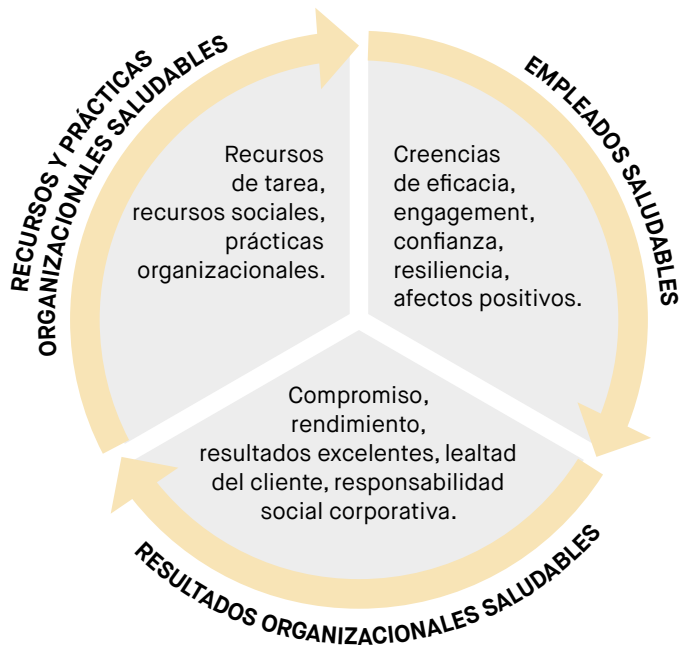 RECURSOS Y PRÁCTICAS
ORGANIZACIONALES SALUDABLES
Recursos
de tarea,
recursos sociales,
prácticas
organizacionales.
EMPLEADOS SALUDABLES
Creencias
de eficacia,
engagement,
confianza,
resiliencia,
afectos positivos.
Compromiso,
rendimiento,
resultados excelentes, lealtad
del cliente, responsabilidad
social corporativa.
RESULTADOS ORGANIZACIONALES SALUDABLES